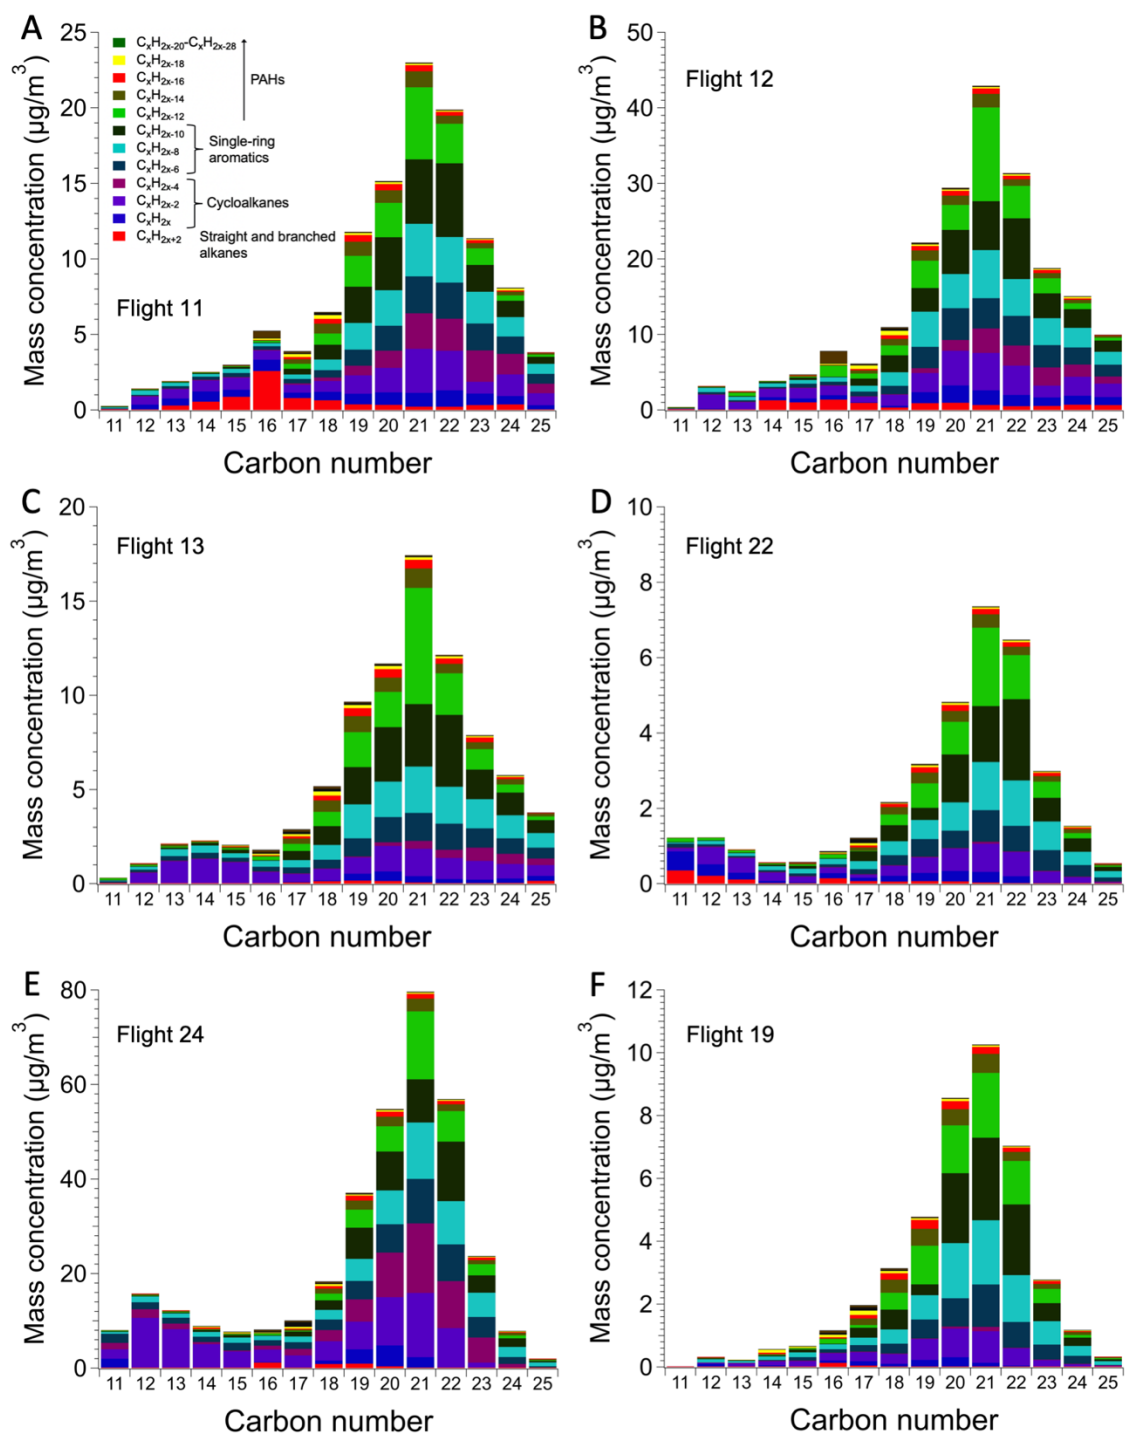 A
Mass concentration (µg/m³)
25
20
15
10
5
0
CₓH₂ₓ₋₂₀-CₓH₂ₓ₋₂₈
CₓH₂ₓ₋₁₈
CₓH₂ₓ₋₁₆
CₓH₂ₓ₋₁₄
CₓH₂ₓ₋₁₂
CₓH₂ₓ₋₁₀
CₓH₂ₓ₋₈
CₓH₂ₓ₋₆
CₓH₂ₓ₋₄
CₓH₂ₓ₋₂
CₓH₂ₓ
CₓH₂ₓ₊₂
PAHs
Single-ring
aromatics
Cycloalkanes
Straight and branched
alkanes
Flight 11
11 12 13 14 15 16 17 18 19 20 21 22 23 24 25
Carbon number
B
Mass concentration (µg/m³)
50
40
30
20
10
0
Flight 12
11 12 13 14 15 16 17 18 19 20 21 22 23 24 25
Carbon number
C
Mass concentration (µg/m³)
20
15
10
5
0
Flight 13
11 12 13 14 15 16 17 18 19 20 21 22 23 24 25
Carbon number
D
Mass concentration (µg/m³)
10
8
6
4
2
0
Flight 22
11 12 13 14 15 16 17 18 19 20 21 22 23 24 25
Carbon number
E
Mass concentration (µg/m³)
80
60
40
20
0
Flight 24
11 12 13 14 15 16 17 18 19 20 21 22 23 24 25
Carbon number
F
Mass concentration (µg/m³)
12
10
8
6
4
2
0
Flight 19
11 12 13 14 15 16 17 18 19 20 21 22 23 24 25
Carbon number